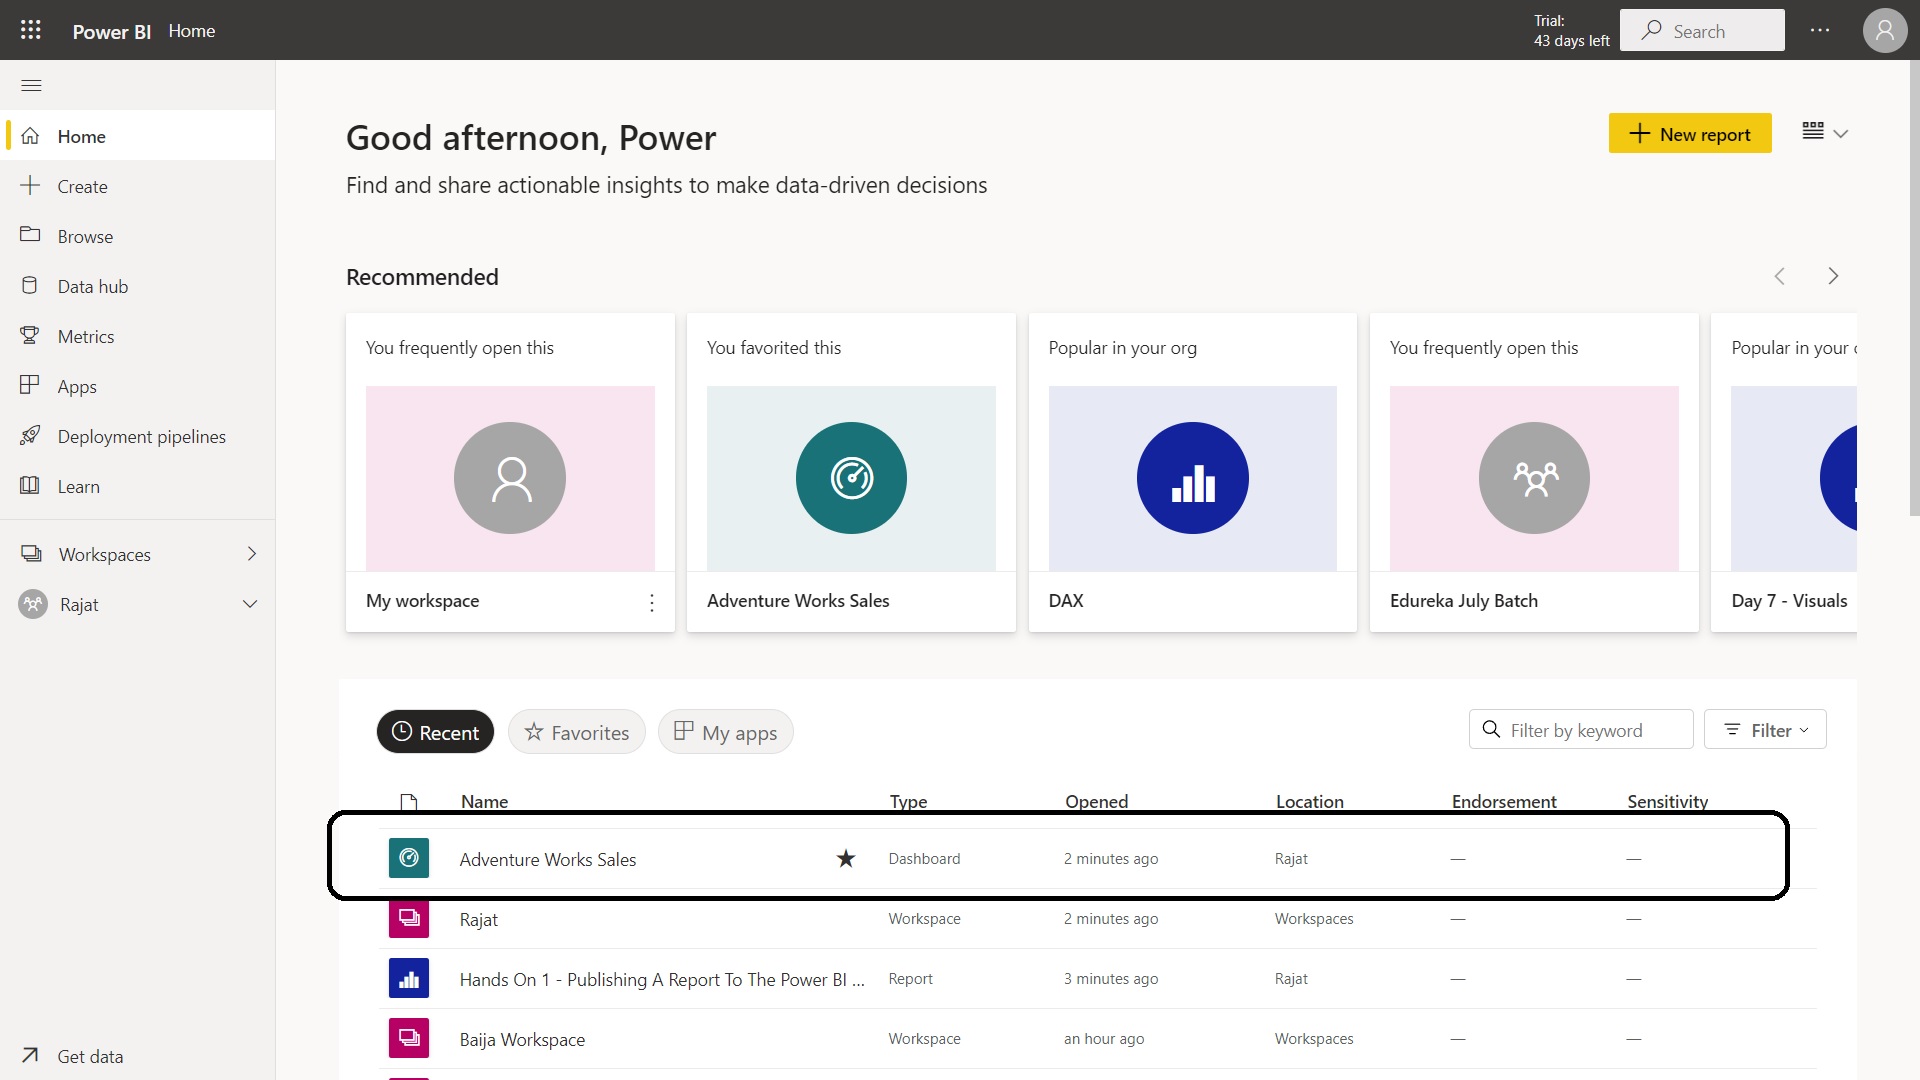 Power BI Home
Trial:
43 days left
Search
Home
Create
Browse
Data hub
Metrics
Apps
Deployment pipelines
Learn
Workspaces
Rajat
Get data
Good afternoon, Power
New report
Find and share actionable insights to make data-driven decisions
Recommended
You frequently open this
My workspace
You favorited this
Adventure Works Sales
Popular in your org
DAX
You frequently open this
Edureka July Batch
Popular in your
Day 7 - Visuals
Recent Favorites My apps
Filter by keyword Filter
Name Type Opened Location Endorsement Sensitivity
Adventure Works Sales Dashboard 2 minutes ago Rajat — —
Rajat Workspace 2 minutes ago Workspaces — —
Hands On 1 - Publishing A Report To The Power BI ... Report 3 minutes ago Rajat — —
Baija Workspace Workspace an hour ago Workspaces — —